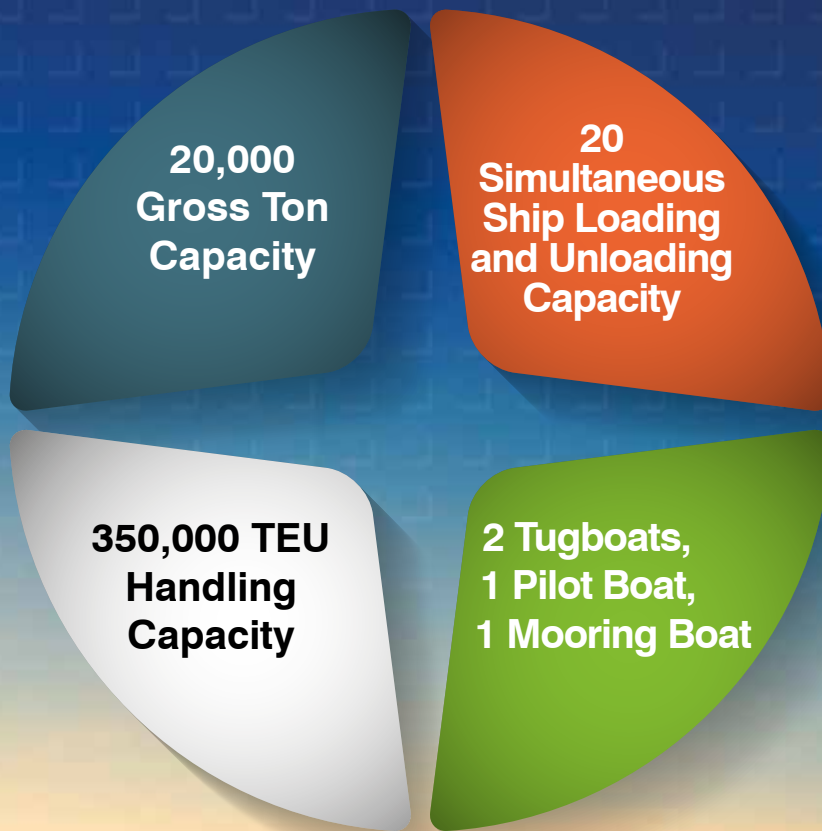 20,000
Gross Ton
Capacity
20
Simultaneous
Ship Loading
and Unloading
Capacity
350,000 TEU
Handling
Capacity
2 Tugboats,
1 Pilot Boat,
1 Mooring Boat